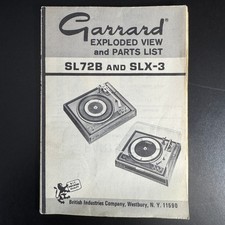 Garrard®
EXPLODED VIEW
and PARTS LIST
SL72B AND SLX-3
British Industries Company, Westbury, N. Y. 11590